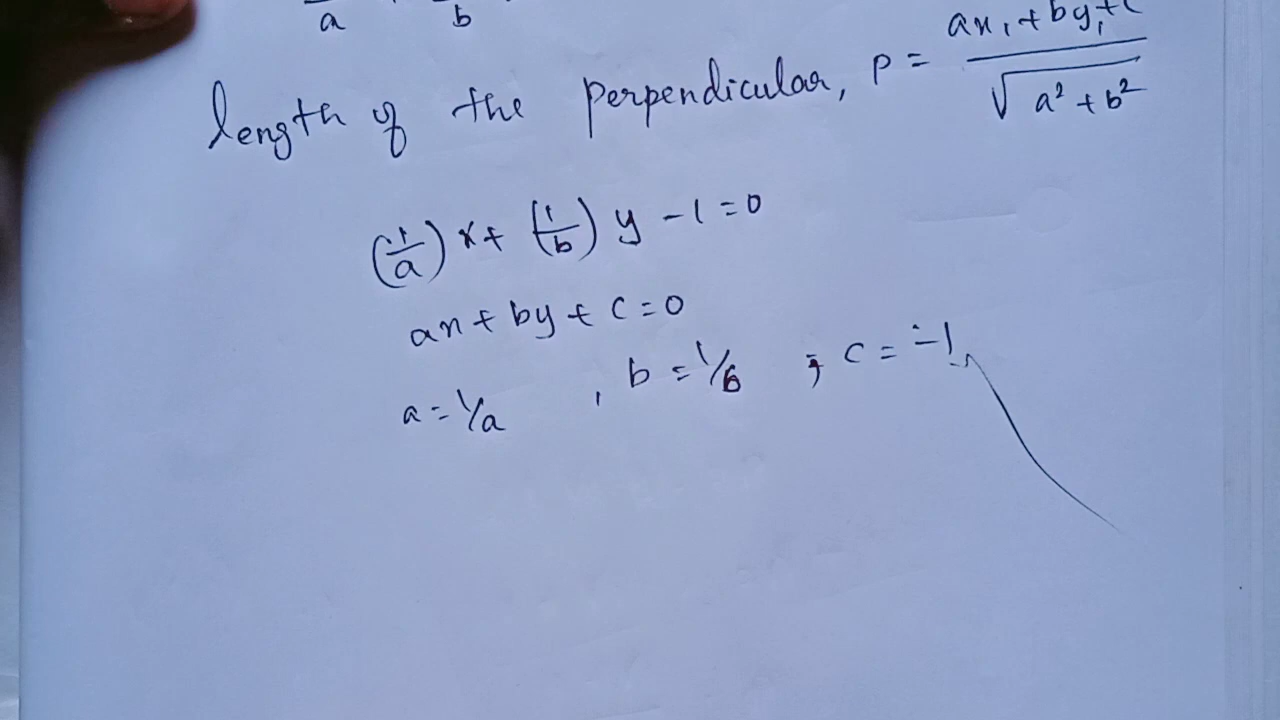 a b
length of the perpendicular, P = ax₁ + by₁ + c / √a² + b²
(1/a) x + (1/b) y - 1 = 0
ax + by + c = 0
a = 1/a , b = 1/b ; c = -1